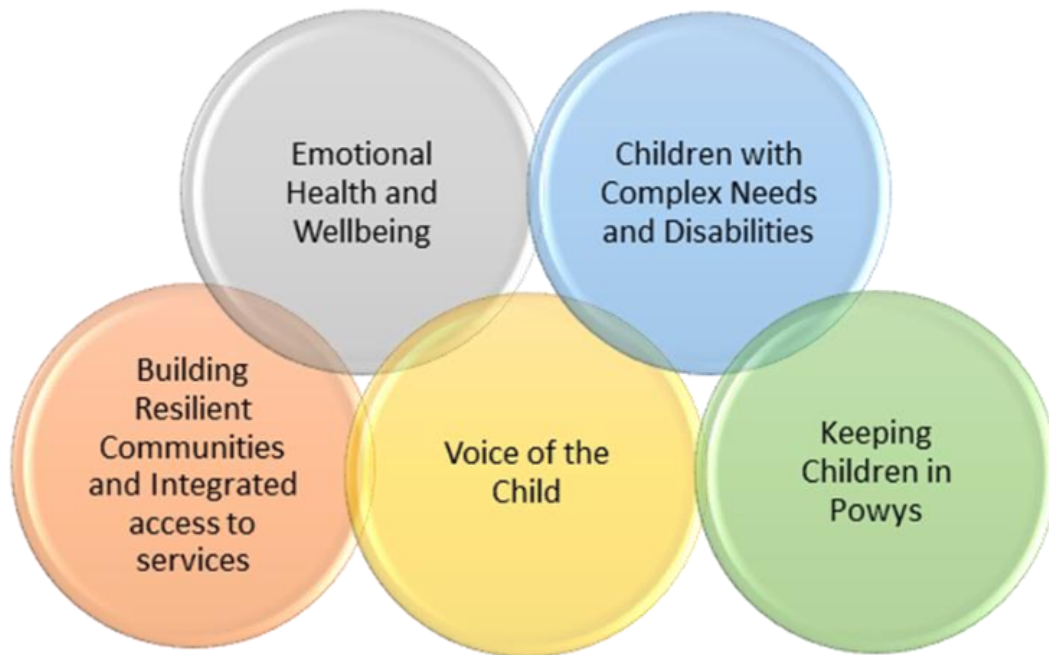 Emotional
Health and
Wellbeing
Children with
Complex Needs
and Disabilities
Building
Resilient
Communities
and Integrated
access to
services
Voice of the
Child
Keeping
Children in
Powys